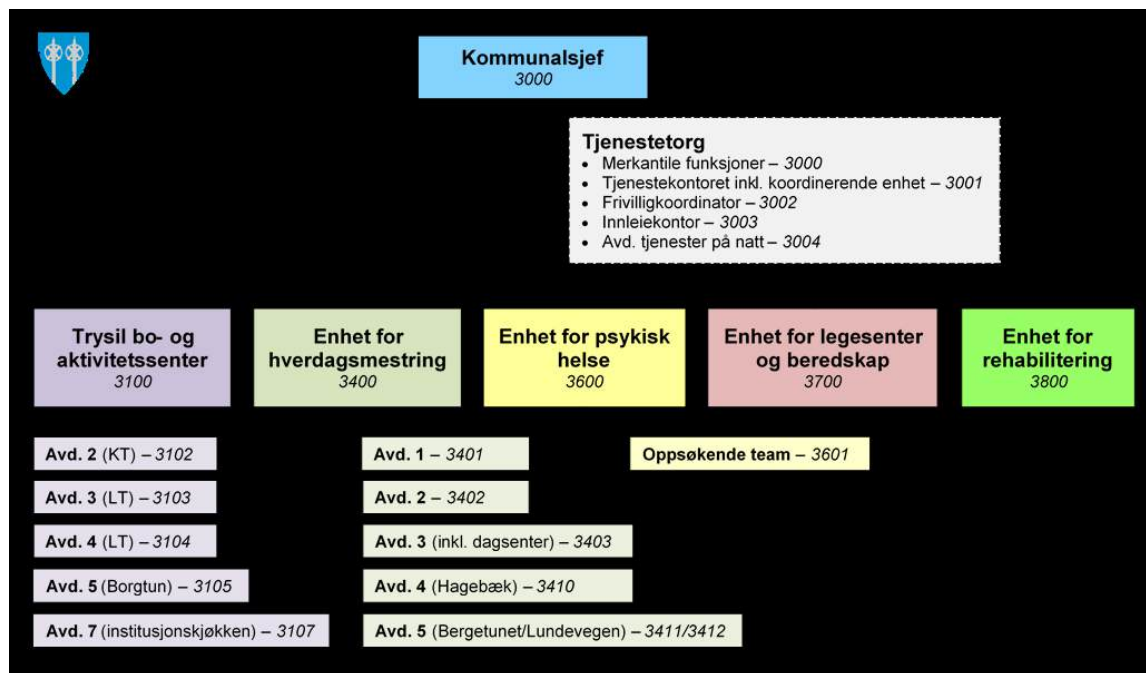 Kommunalsjef
3000
Tjenestetorg
• Merkantile funksjoner – 3000
• Tjenestekontoret inkl. koordinerende enhet – 3001
• Frivilligkoordinator – 3002
• Innleiekontor – 3003
• Avd. tjenester på natt – 3004
Trysil bo- og
aktivitetssenter
3100
Enhet for
hverdagsmestring
3400
Enhet for psykisk
helse
3600
Enhet for legesenter
og beredskap
3700
Enhet for
rehabilitering
3800
Avd. 2 (KT) – 3102
Avd. 3 (LT) – 3103
Avd. 4 (LT) – 3104
Avd. 5 (Borgtun) – 3105
Avd. 7 (institusjonskjøkken) – 3107
Avd. 1 – 3401
Avd. 2 – 3402
Avd. 3 (inkl. dagsenter) – 3403
Avd. 4 (Hagebæk) – 3410
Avd. 5 (Bergetunet/Lundevegen) – 3411/3412
Oppsøkende team – 3601